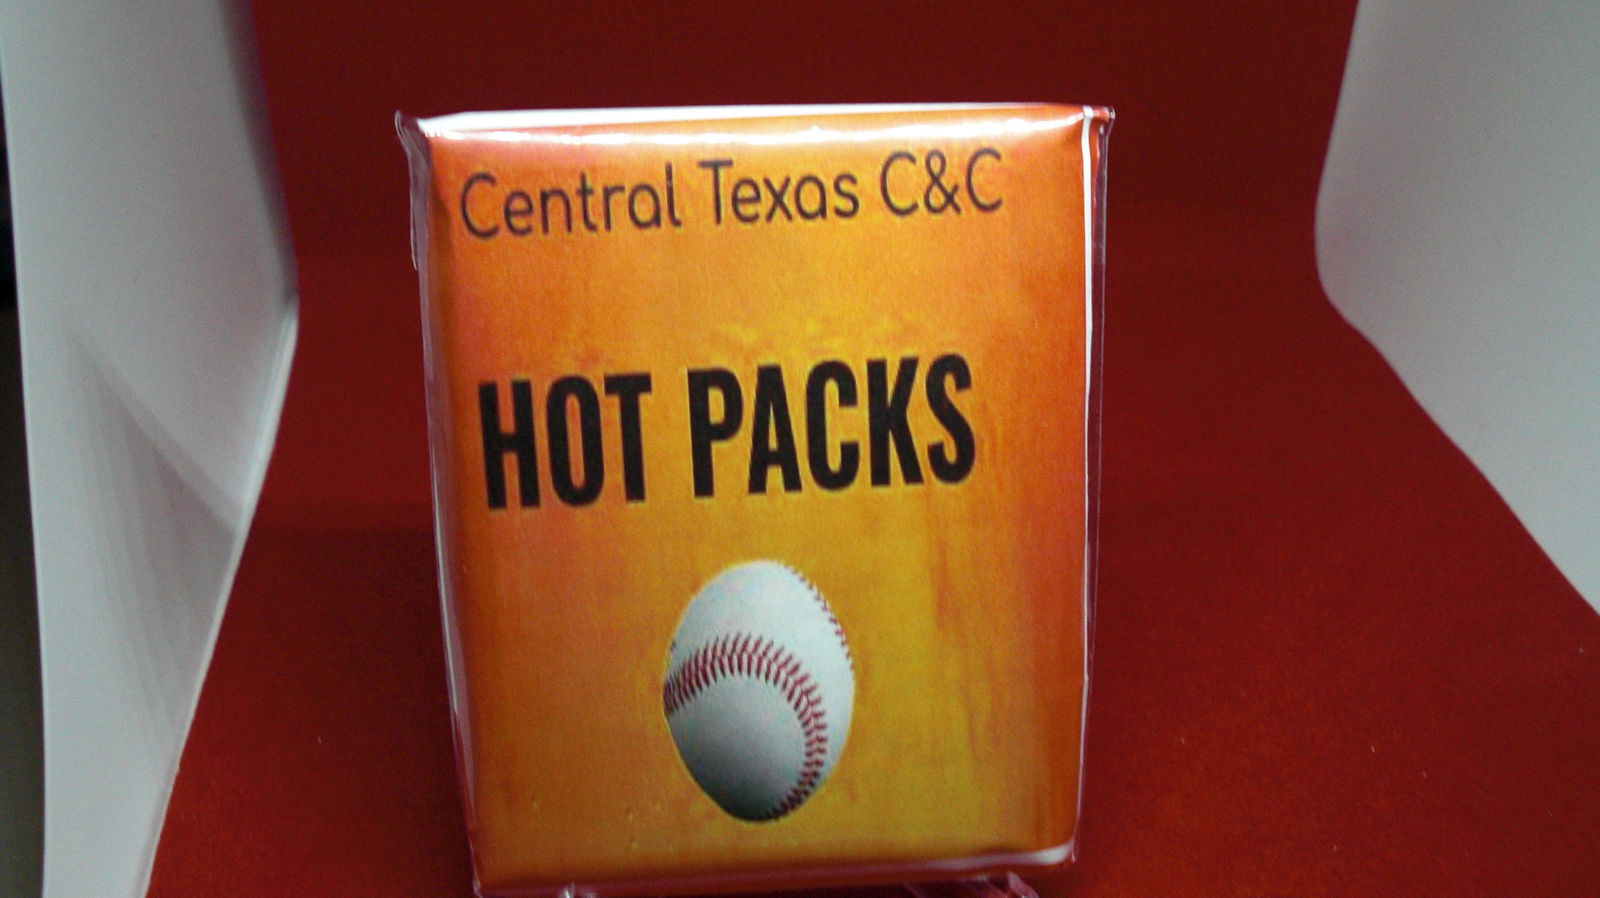 Central Texas C&C
HOT PACKS